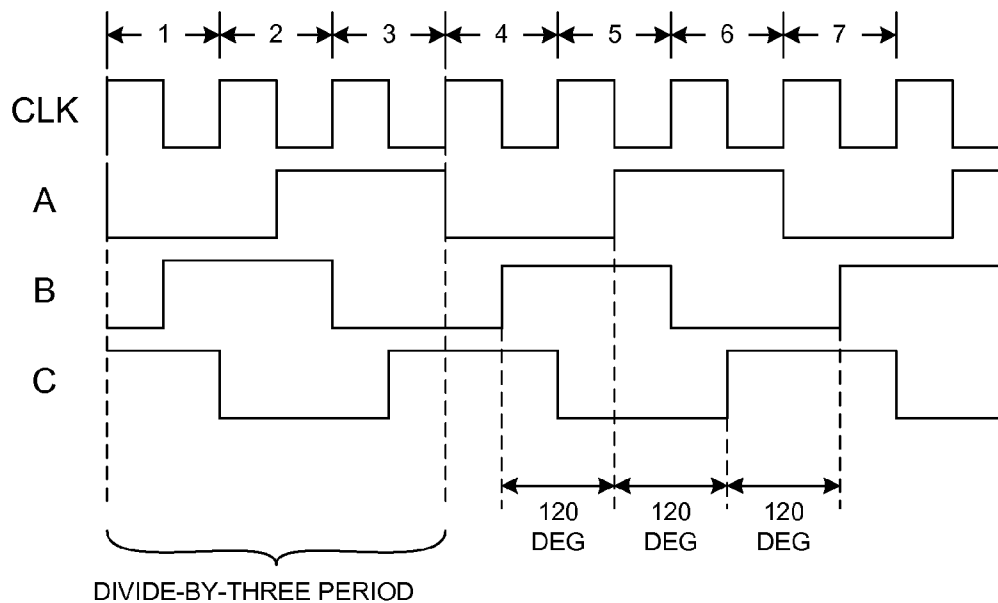 1 2 3 4 5 6 7
CLK
A
B
C
120 120 120
DEG DEG DEG
DIVIDE-BY-THREE PERIOD